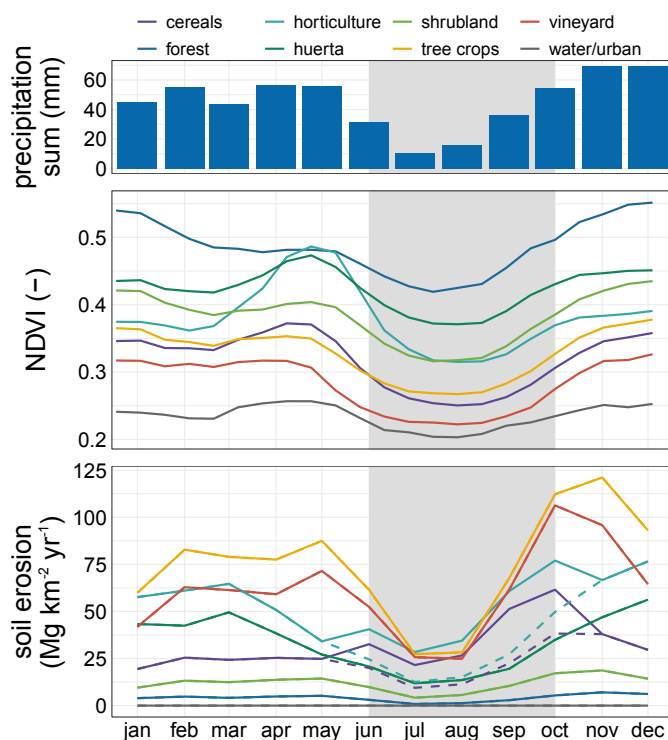 cereals horticulture shrubland vineyard
forest huerta tree crops water/urban
precipitation
sum (mm)
60
40
20
0
NDVI (−)
0.5
0.4
0.3
0.2
soil erosion
(Mg km-2 yr-1)
125
100
75
50
25
0
jan feb mar apr may jun jul aug sep oct nov dec